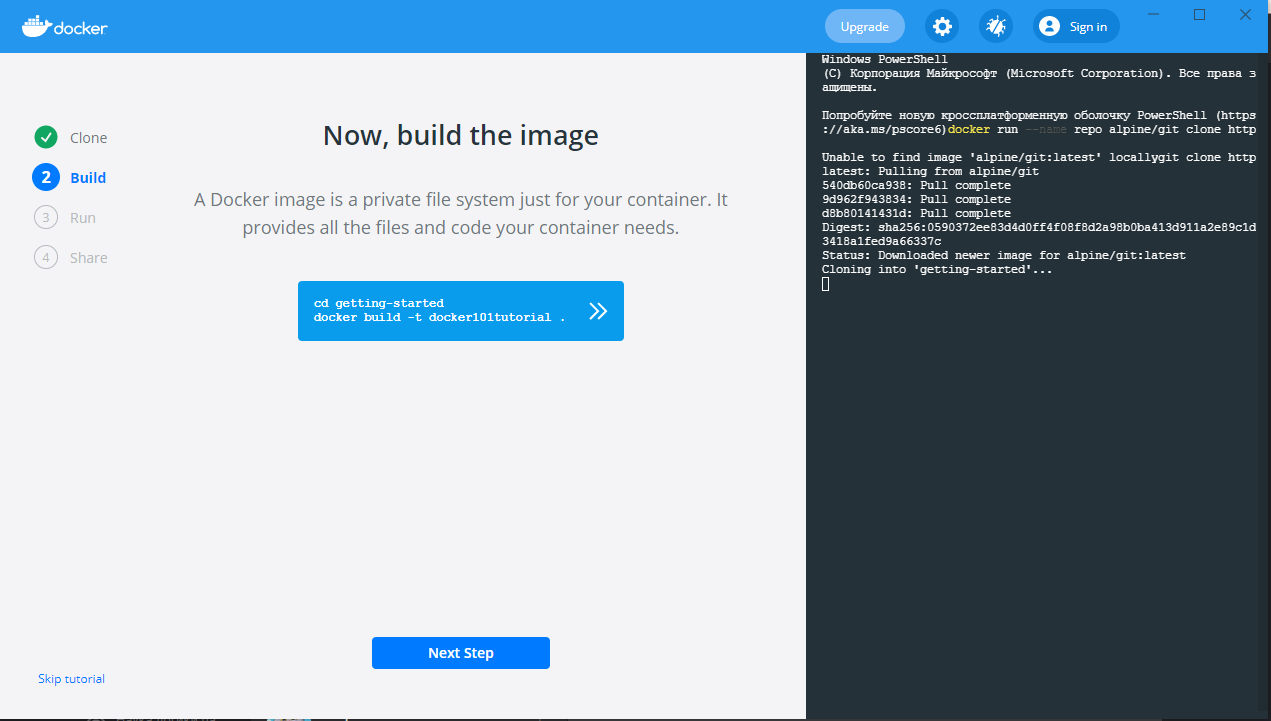 docker
Upgrade
Sign in
Clone
2 Build
3 Run
4 Share
Now, build the image
A Docker image is a private file system just for your container. It
provides all the files and code your container needs.
cd getting-started
docker build -t docker101tutorial .
Next Step
Skip tutorial
Windows PowerShell
(C) Корпорация Майкрософт (Microsoft Corporation). Все права з
ащищены.
Попробуйте новую кроссплатформенную оболочку PowerShell (https
://aka.ms/pscore6)docker run --name repo alpine/git clone http
Unable to find image 'alpine/git:latest' locallygit clone http
latest: Pulling from alpine/git
540db60ca938: Pull complete
9d962f943834: Pull complete
d8b80141431d: Pull complete
Digest: sha256:0590372ee83d4d0ff4f08f8d2a98b0ba413d911a2e89c1d
3418a1fed9a66337c
Status: Downloaded newer image for alpine/git:latest
Cloning into 'getting-started'...